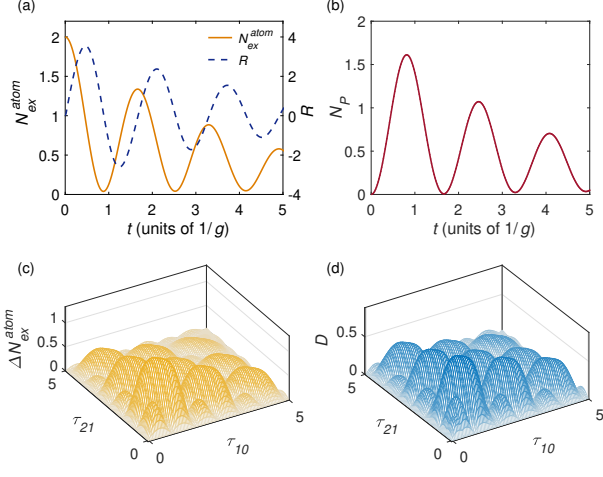 (a)
N_ex^atom
R
2
1.5
1
0.5
0
4
2
0
-2
-4
N_ex^atom
R
0 1 2 3 4 5
t (units of 1/g)
(b)
N_P
2
1.5
1
0.5
0
0 1 2 3 4 5
t (units of 1/g)
(c)
ΔN_ex^atom
1
0.5
0
5
τ_21
0
0
τ_10
5
(d)
D
0.5
0
5
τ_21
0
0
τ_10
5